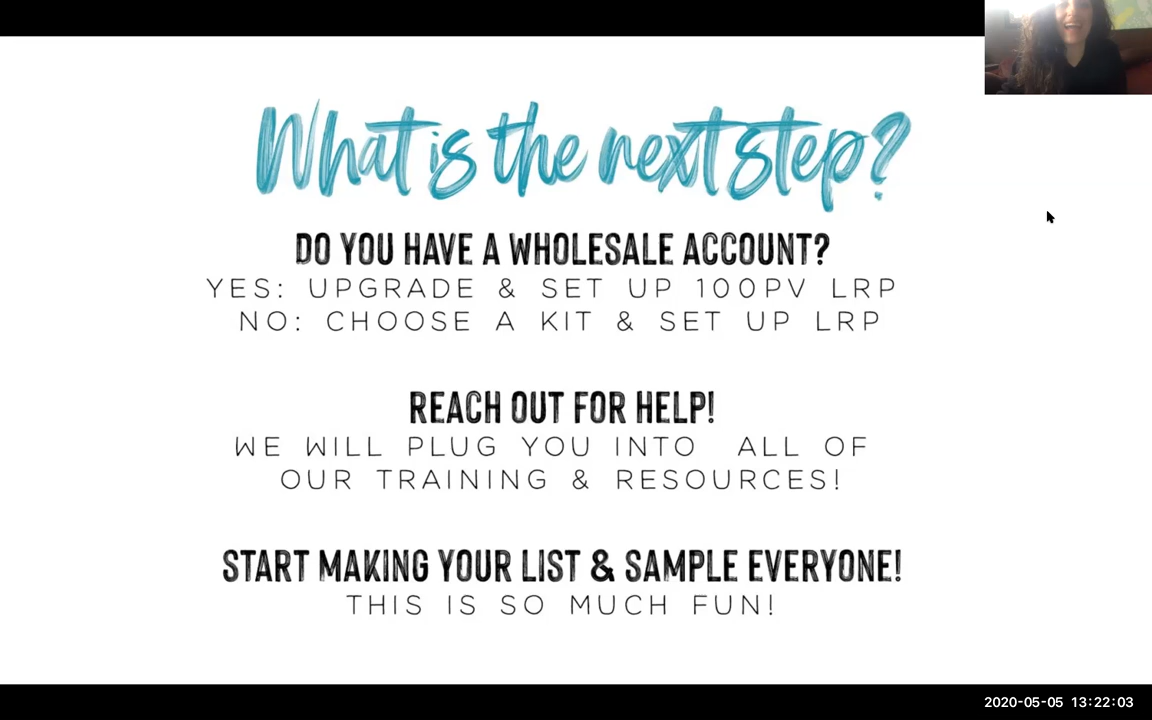 What is the next step?
DO YOU HAVE A WHOLESALE ACCOUNT?
YES: UPGRADE & SET UP 100PV LRP
NO: CHOOSE A KIT & SET UP LRP
REACH OUT FOR HELP!
WE WILL PLUG YOU INTO ALL OF
OUR TRAINING & RESOURCES!
START MAKING YOUR LIST & SAMPLE EVERYONE!
THIS IS SO MUCH FUN!
2020-05-05 13:22:03